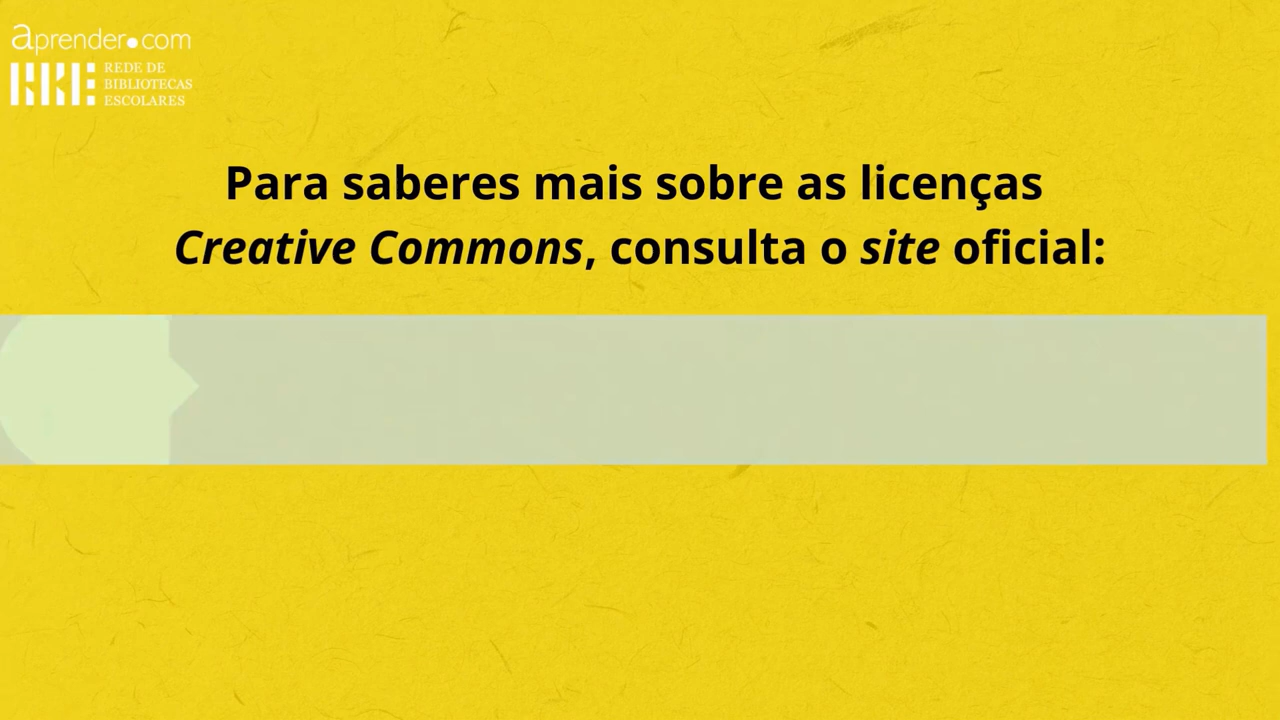 aprender.com
REDE DE
BIBLIOTECAS
ESCOLARES
Para saberes mais sobre as licenças
Creative Commons, consulta o site oficial: